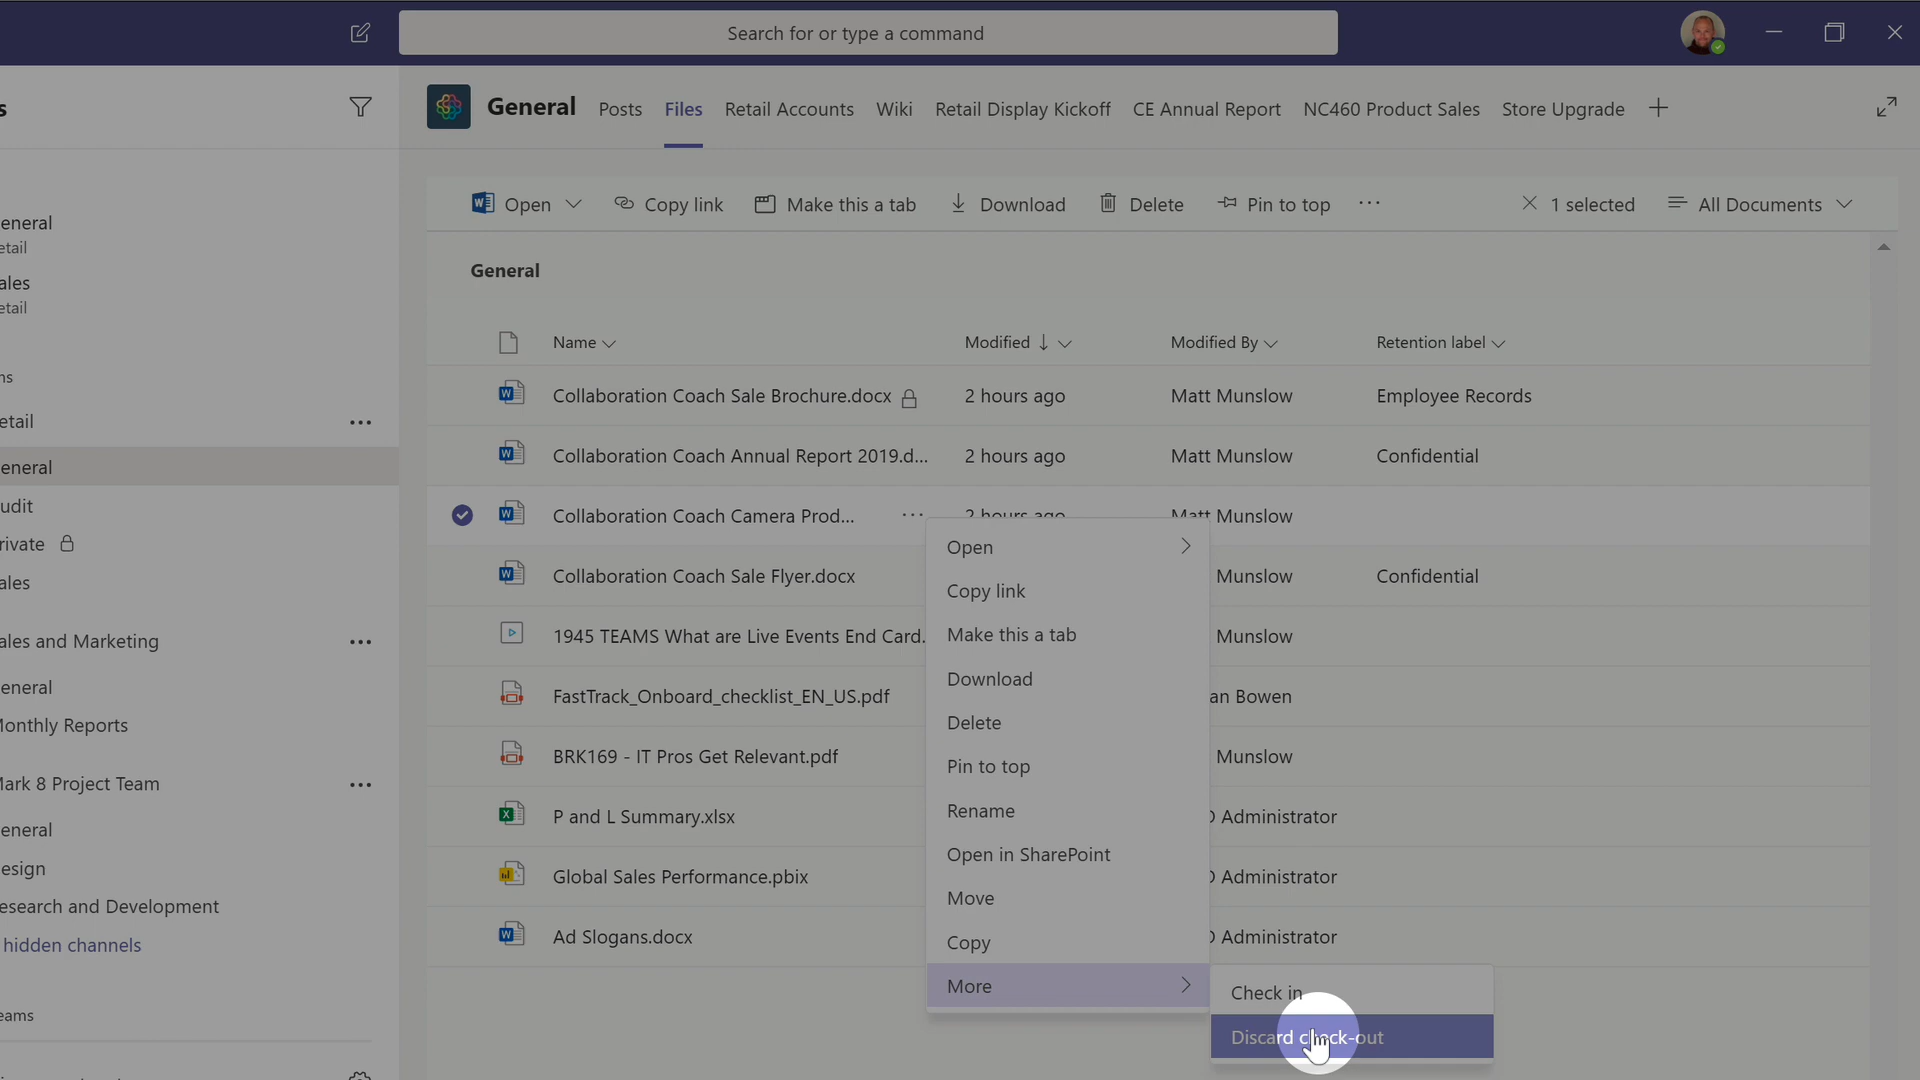 Search for or type a command
s
General Posts Files Retail Accounts Wiki Retail Display Kickoff CE Annual Report NC460 Product Sales Store Upgrade
Open Copy link Make this a tab Download Delete Pin to top ··· 1 selected All Documents
eneral
etail
ales
etail
ns
etail
eneral
udit
rivate
ales
ales and Marketing
eneral
Monthly Reports
Mark 8 Project Team
eneral
esign
esearch and Development
hidden channels
eams
General
Name Modified Modified By Retention label
Collaboration Coach Sale Brochure.docx 2 hours ago Matt Munslow Employee Records
Collaboration Coach Annual Report 2019.d... 2 hours ago Matt Munslow Confidential
Collaboration Coach Camera Prod... ··· 2 hours ago Matt Munslow
Collaboration Coach Sale Flyer.docx Munslow Confidential
1945 TEAMS What are Live Events End Card. Munslow
FastTrack_Onboard_checklist_EN_US.pdf an Bowen
BRK169 - IT Pros Get Relevant.pdf Munslow
P and L Summary.xlsx Administrator
Global Sales Performance.pbix Administrator
Ad Slogans.docx Administrator
Open
Copy link
Make this a tab
Download
Delete
Pin to top
Rename
Open in SharePoint
Move
Copy
More
Check in
Discard check-out